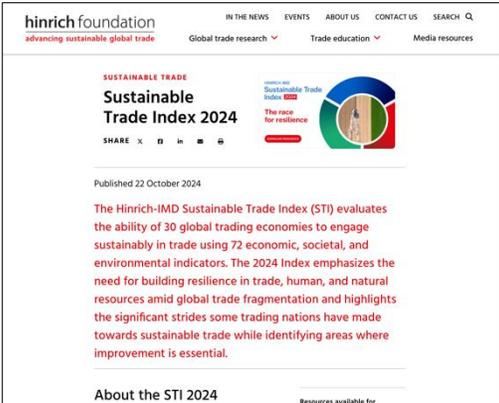 hinrich foundation
advancing sustainable global trade
IN THE NEWS EVENTS ABOUT US CONTACT US SEARCH
Global trade research Trade education Media resources
SUSTAINABLE TRADE
Sustainable
Trade Index 2024
SHARE
HINRICH-IMD
Sustainable Trade
Index 2024
The race
for resilience
Published 22 October 2024
The Hinrich-IMD Sustainable Trade Index (STI) evaluates
the ability of 30 global trading economies to engage
sustainably in trade using 72 economic, societal, and
environmental indicators. The 2024 Index emphasizes the
need for building resilience in trade, human, and natural
resources amid global trade fragmentation and highlights
the significant strides some trading nations have made
towards sustainable trade while identifying areas where
improvement is essential.
About the STI 2024
Resources available for